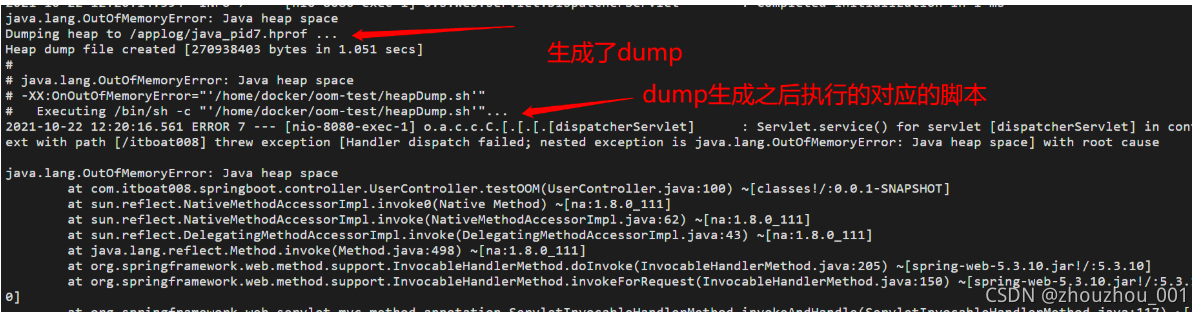 java.lang.OutOfMemoryError: Java heap space
Dumping heap to /applog/java_pid7.hprof ...
Heap dump file created [270938403 bytes in 1.051 secs]
生成了dump
#
# java.lang.OutOfMemoryError: Java heap space
# -XX:OnOutOfMemoryError="'/home/docker/oom-test/heapDump.sh'"
#   Executing /bin/sh -c "'/home/docker/oom-test/heapDump.sh'"...
dump生成之后执行的对应的脚本
2021-10-22 12:20:16.561 ERROR 7 --- [nio-8080-exec-1] o.a.c.c.C.[.[.[.[dispatcherServlet]      : Servlet.service() for servlet [dispatcherServlet] in cont
ext with path [/itboat008] threw exception [Handler dispatch failed; nested exception is java.lang.OutOfMemoryError: Java heap space] with root cause
java.lang.OutOfMemoryError: Java heap space
at com.itboat008.springboot.controller.UserController.testOOM(UserController.java:100) ~[classes!/:0.0.1-SNAPSHOT]
at sun.reflect.NativeMethodAccessorImpl.invoke0(Native Method) ~[na:1.8.0_111]
at sun.reflect.NativeMethodAccessorImpl.invoke(NativeMethodAccessorImpl.java:62) ~[na:1.8.0_111]
at sun.reflect.DelegatingMethodAccessorImpl.invoke(DelegatingMethodAccessorImpl.java:43) ~[na:1.8.0_111]
at java.lang.reflect.Method.invoke(Method.java:498) ~[na:1.8.0_111]
at org.springframework.web.method.support.InvocableHandlerMethod.doInvoke(InvocableHandlerMethod.java:205) ~[spring-web-5.3.10.jar!/:5.3.10]
at org.springframework.web.method.support.InvocableHandlerMethod.invokeForRequest(InvocableHandlerMethod.java:150) ~[spring-web-5.3.10.jar!/:5.3.1
0]
CSDN @zhouzhou_001